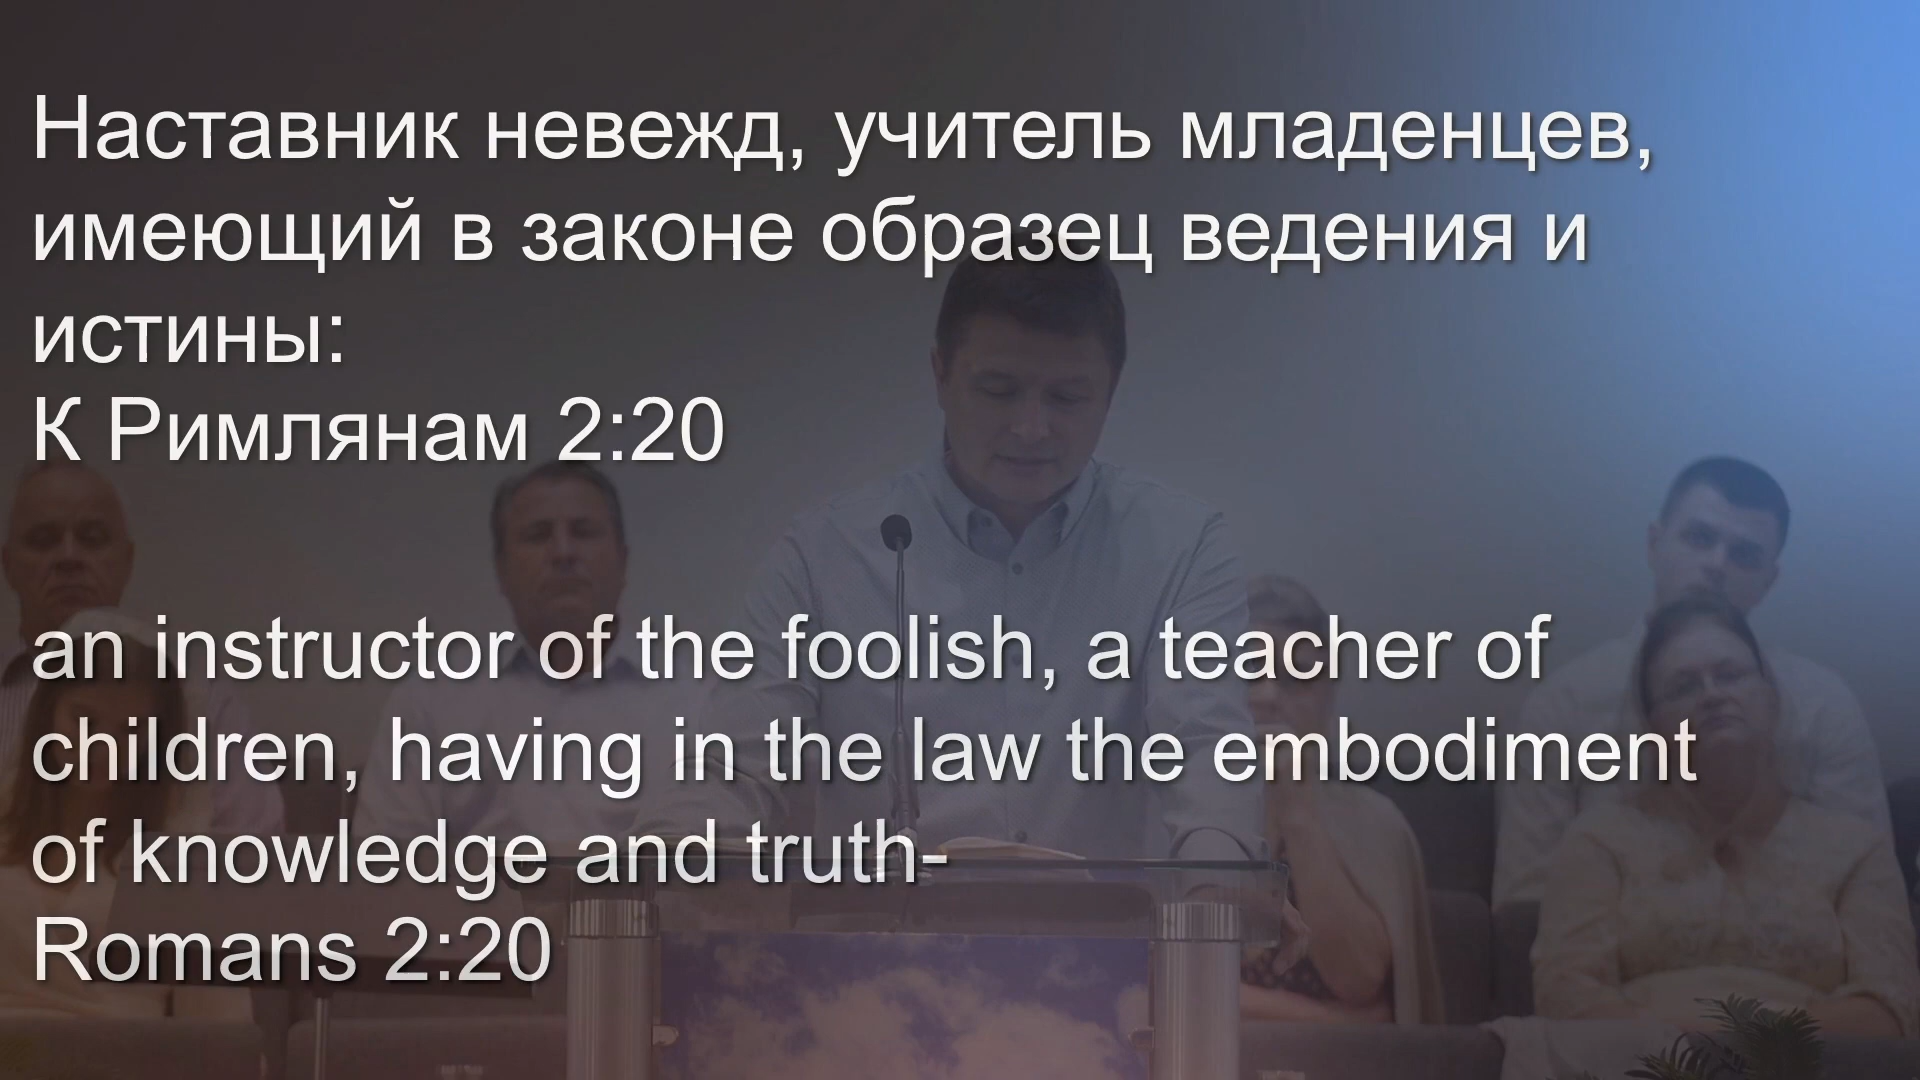 Наставник невежд, учитель младенцев,
имеющий в законе образец ведения и
истины:
К Римлянам 2:20
an instructor of the foolish, a teacher of
children, having in the law the embodiment
of knowledge and truth-
Romans 2:20